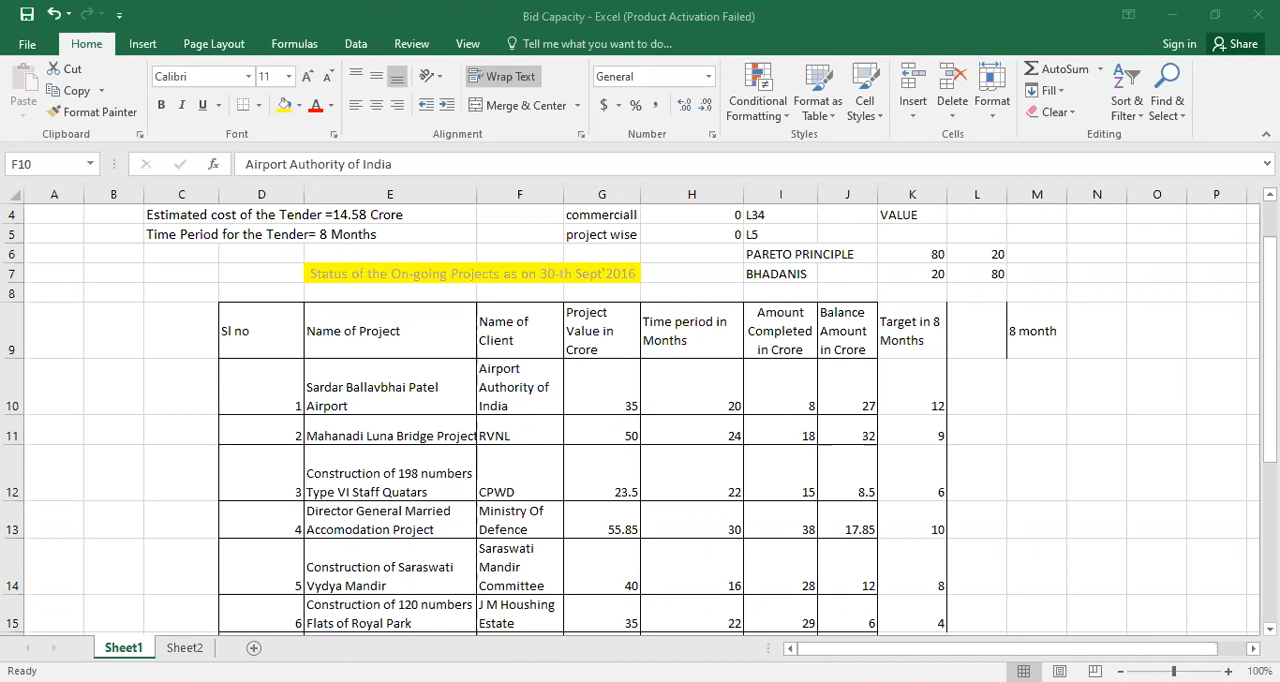 Bid Capacity - Excel (Product Activation Failed)
File Home Insert Page Layout Formulas Data Review View Tell me what you want to do... Sign in Share
Cut
Copy
Format Painter
Paste
Clipboard
Calibri 11
B I U
Font
Wrap Text
Merge & Center
Alignment
General
$ % ,
Number
Conditional Formatting
Format as Table
Cell Styles
Styles
Insert Delete Format
Cells
AutoSum
Fill
Clear
Sort & Filter
Find & Select
Editing
F10 fx Airport Authority of India
A B C D E F G H I J K L M N O P
4 Estimated cost of the Tender =14.58 Crore commerciall 0 L34 VALUE
5 Time Period for the Tender= 8 Months project wise 0 L5
6 PARETO PRINCIPLE 80 20
7 Status of the On-going Projects as on 30-th Sept'2016 BHADANIS 20 80
8
9 Sl no Name of Project Name of Client Project Value in Crore Time period in Months Amount Completed in Crore Balance Amount in Crore Target in 8 Months 8 month
10 1 Sardar Ballavbhai Patel Airport Airport Authority of India 35 20 8 27 12
11 2 Mahanadi Luna Bridge Project RVNL 50 24 18 32 9
12 3 Construction of 198 numbers Type VI Staff Quatars CPWD 23.5 22 15 8.5 6
13 4 Director General Married Accomodation Project Ministry Of Defence 55.85 30 38 17.85 10
14 5 Construction of Saraswati Vydya Mandir Saraswati Mandir Committee 40 16 28 12 8
15 6 Construction of 120 numbers Flats of Royal Park J M Houshing Estate 35 22 29 6 4
Sheet1 Sheet2
Ready 100%